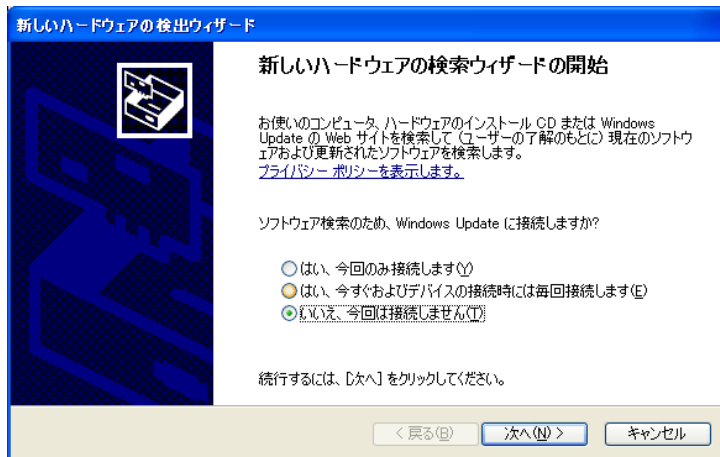 新しいハードウェアの検出ウィザード
新しいハードウェアの検索ウィザードの開始
お使いのコンピュータ、ハードウェアのインストール CD または Windows
Update の Web サイトを検索して (ユーザーの了解のもとに) 現在のソフトウ
ェアおよび更新されたソフトウェアを検索します。
プライバシー ポリシーを表示します。
ソフトウェア検索のため、Windows Update に接続しますか?
はい、今回のみ接続します(Y)
はい、今すぐおよびデバイスの接続時には毎回接続します(E)
いいえ、今回は接続しません(T)
続行するには、[次へ] をクリックしてください。
< 戻る(B) 次へ(N) > キャンセル